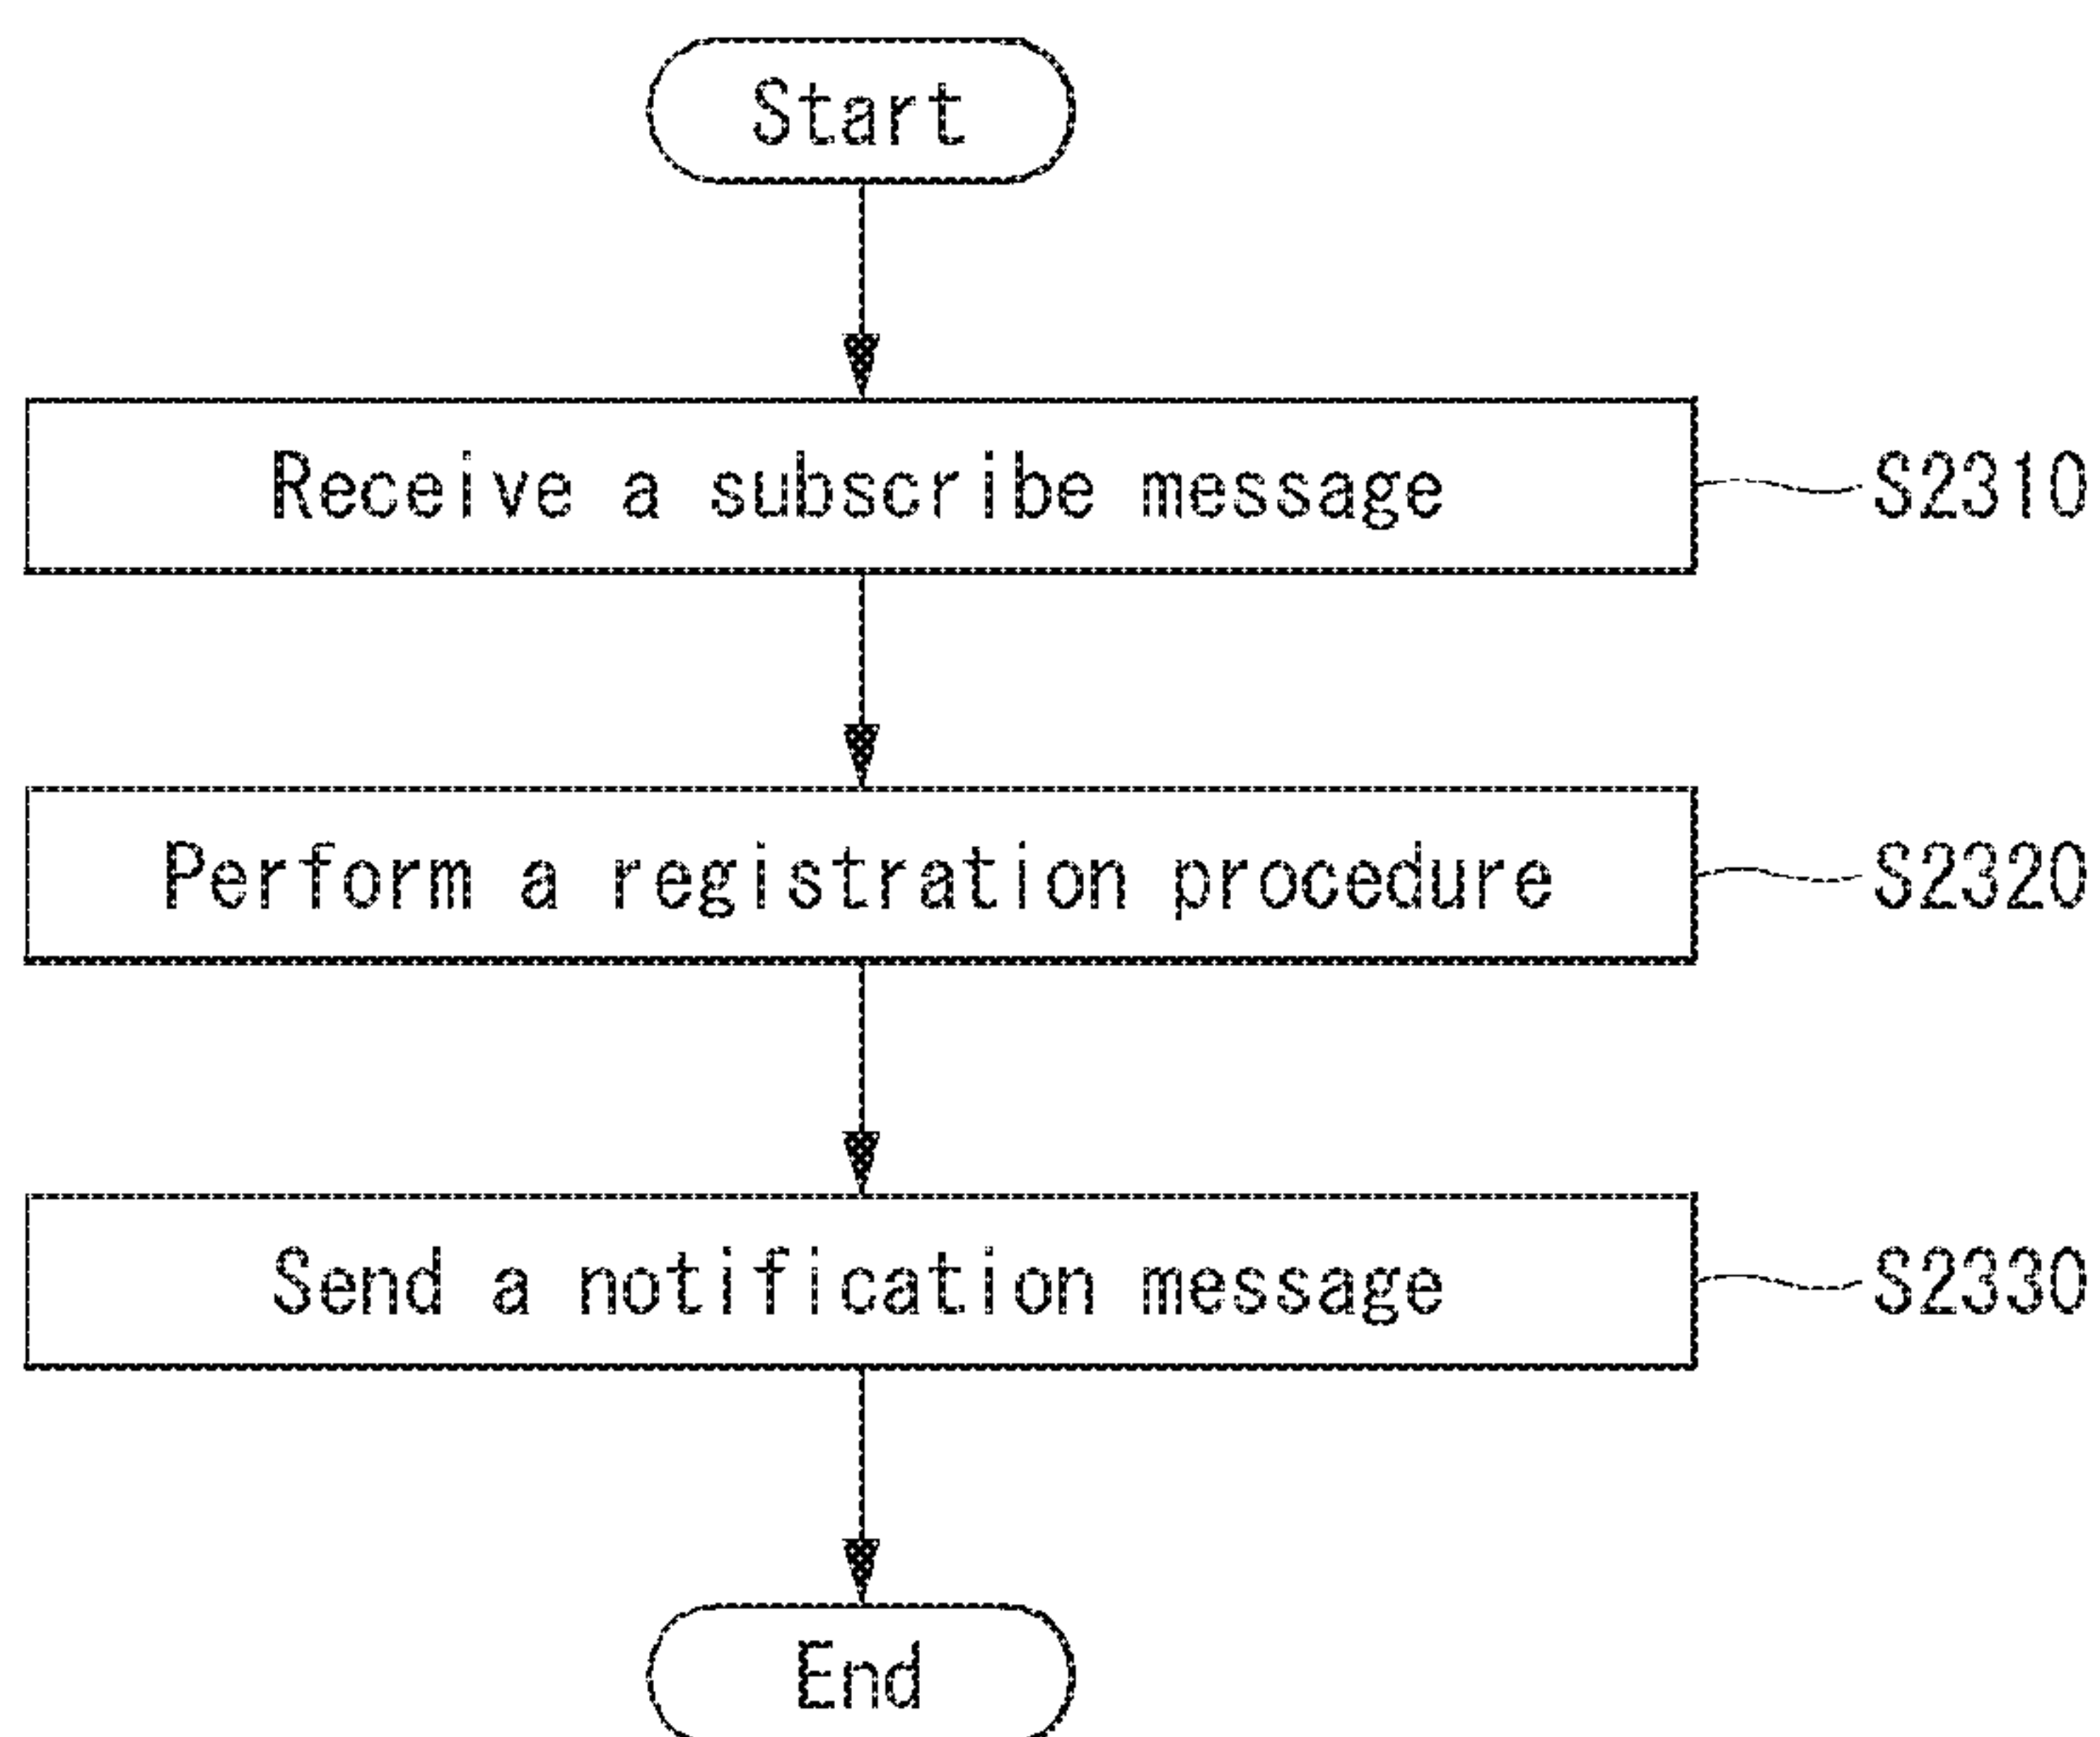 Start
Receive a subscribe message S2310
Perform a registration procedure S2320
Send a notification message S2330
End